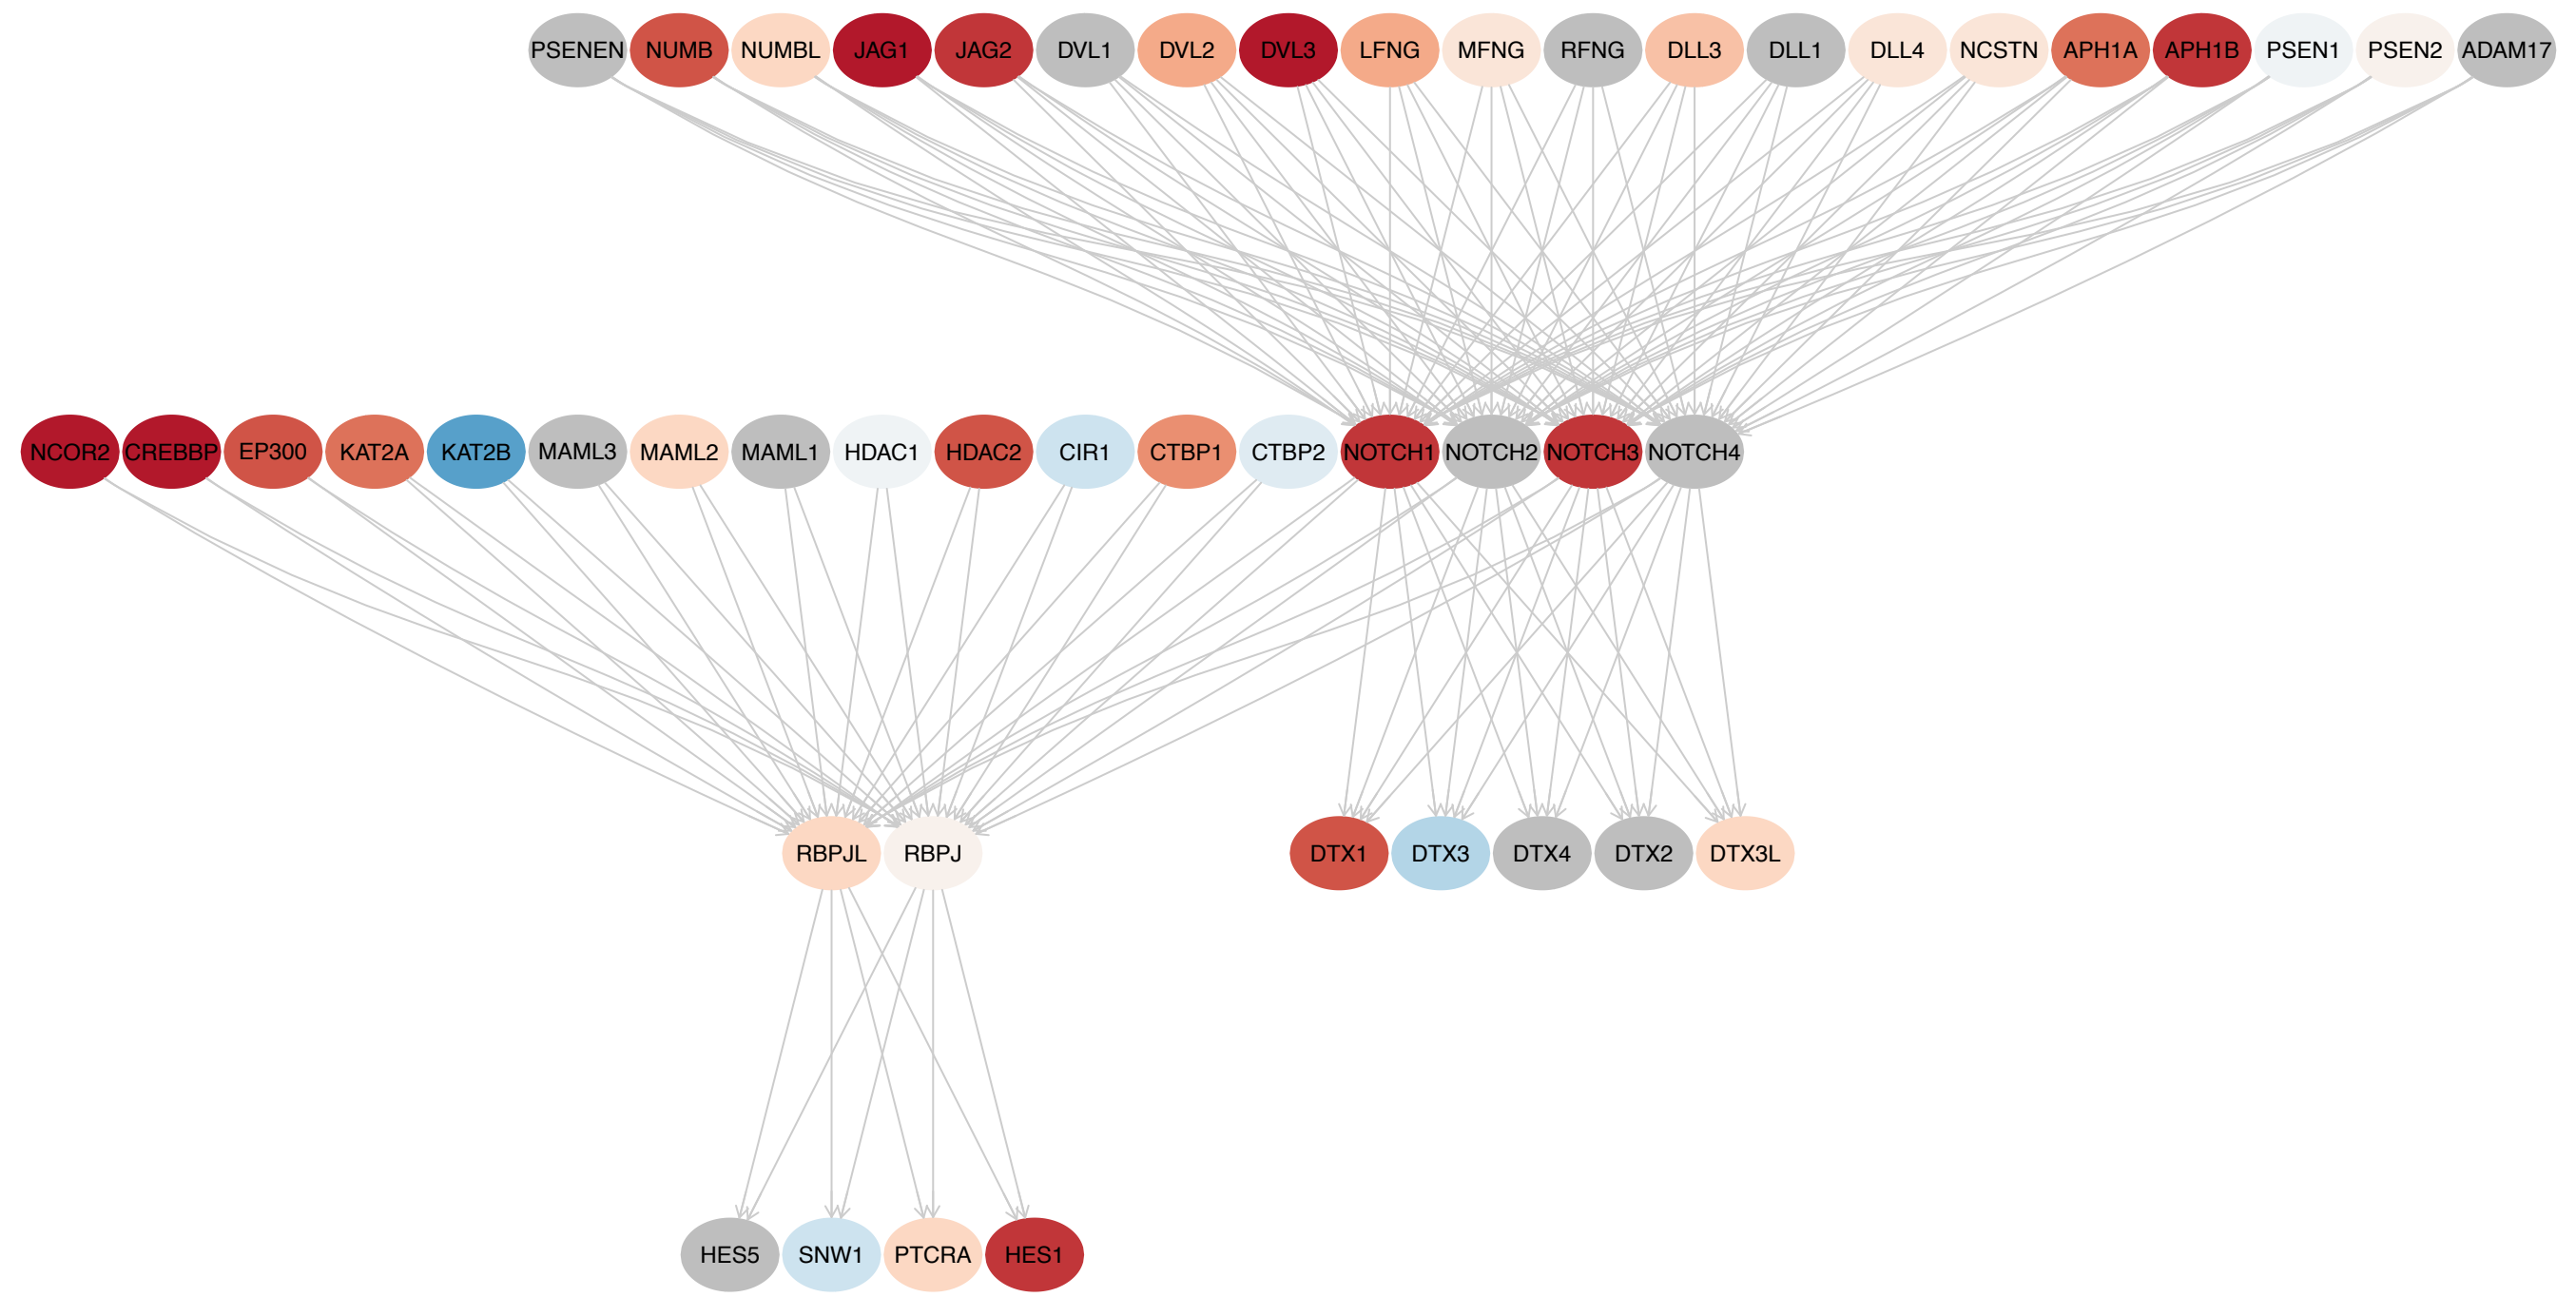 PSENEN NUMB NUMBL JAG1 JAG2 DVL1 DVL2 DVL3 LFNG MFNG RFNG DLL3 DLL1 DLL4 NCSTN APH1A APH1B PSEN1 PSEN2 ADAM17
NCOR2 CREBBP EP300 KAT2A KAT2B MAML3 MAML2 MAML1 HDAC1 HDAC2 CIR1 CTBP1 CTBP2 NOTCH1 NOTCH2 NOTCH3 NOTCH4
RBPJL RBPJ DTX1 DTX3 DTX4 DTX2 DTX3L
HES5 SNW1 PTCRA HES1